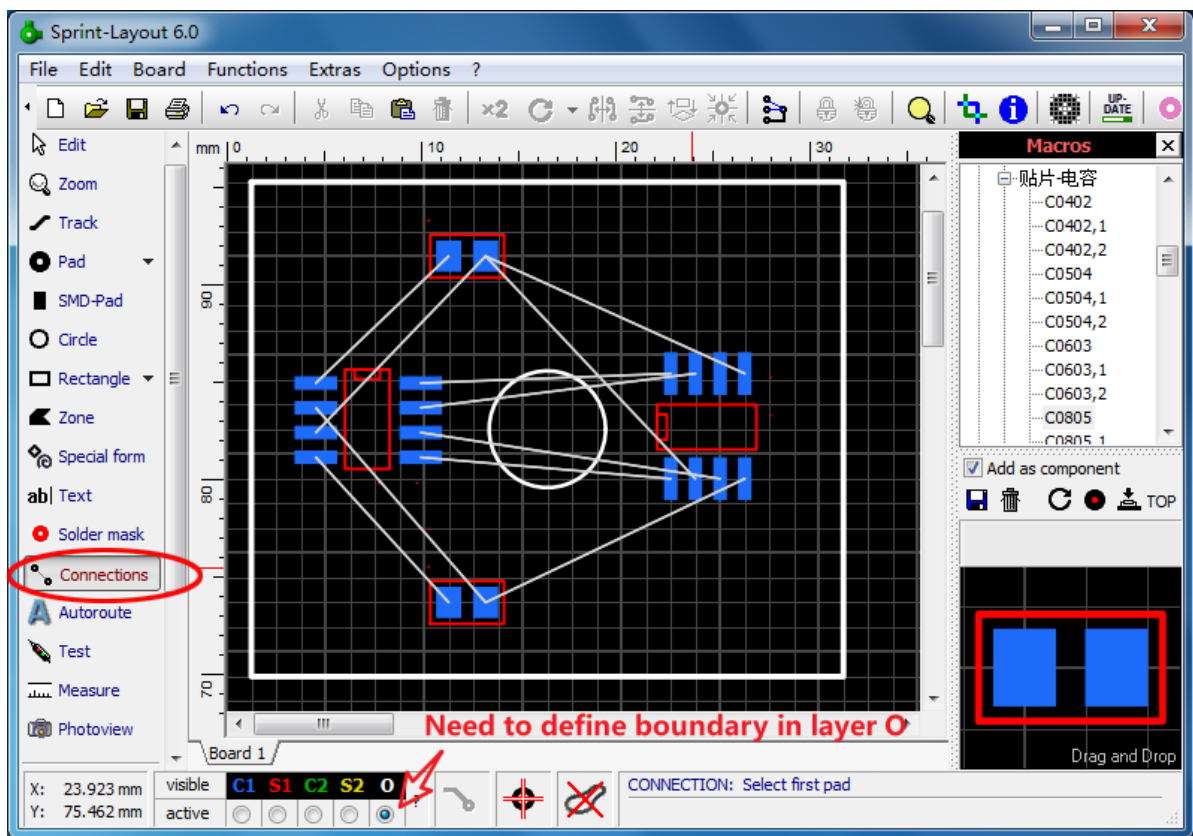 Sprint-Layout 6.0
File Edit Board Functions Extras Options ?
×2
UP-
DATE
Edit
Zoom
Track
Pad
SMD-Pad
Circle
Rectangle
Zone
Special form
ab| Text
Solder mask
Connections
Autoroute
Test
Measure
Photoview
mm 0 10 20 30
90
80
70
Macros
贴片-电容
C0402
C0402,1
C0402,2
C0504
C0504,1
C0504,2
C0603
C0603,1
C0603,2
C0805
C0805,1
Add as component
TOP
Drag and Drop
Need to define boundary in layer O
Board 1
X: 23.923 mm
Y: 75.462 mm
visible C1 S1 C2 S2 O
active
?
CONNECTION: Select first pad